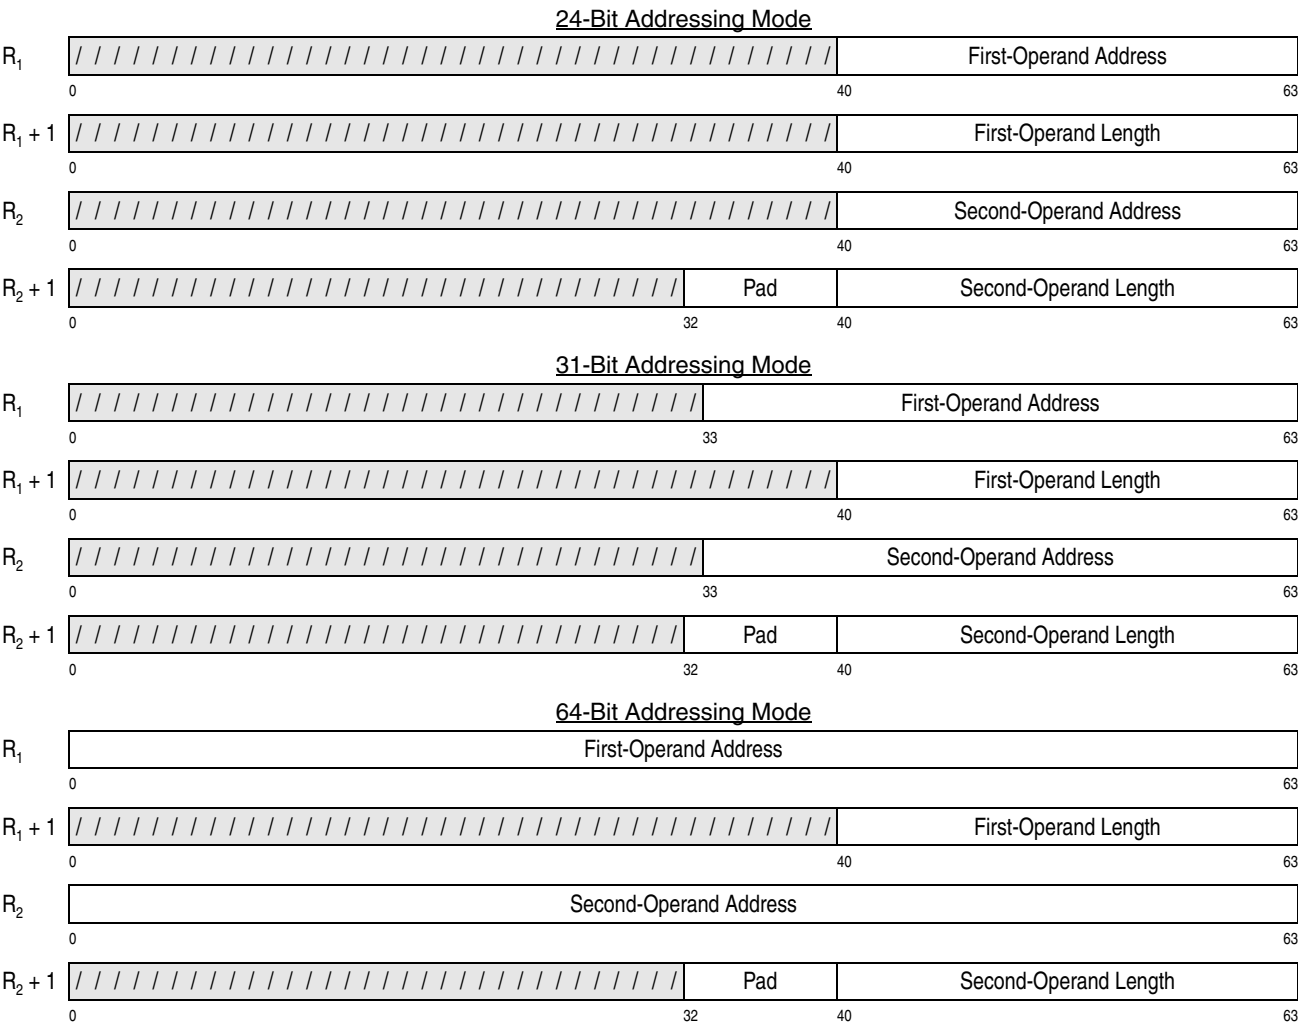 24-Bit Addressing Mode
R₁ / / / / / / / / / / / / / / / / / / / / / / / / / / / / / / / / / / / / / / / / First-Operand Address
0 40 63
R₁ + 1 / / / / / / / / / / / / / / / / / / / / / / / / / / / / / / / / / / / / / / / / First-Operand Length
0 40 63
R₂ / / / / / / / / / / / / / / / / / / / / / / / / / / / / / / / / / / / / / / / / Second-Operand Address
0 40 63
R₂ + 1 / / / / / / / / / / / / / / / / / / / / / / / / / / / / / / / / Pad Second-Operand Length
0 32 40 63
31-Bit Addressing Mode
R₁ / / / / / / / / / / / / / / / / / / / / / / / / / / / / / / / / / First-Operand Address
0 33 63
R₁ + 1 / / / / / / / / / / / / / / / / / / / / / / / / / / / / / / / / / / / / / / / / First-Operand Length
0 40 63
R₂ / / / / / / / / / / / / / / / / / / / / / / / / / / / / / / / / / Second-Operand Address
0 33 63
R₂ + 1 / / / / / / / / / / / / / / / / / / / / / / / / / / / / / / / / Pad Second-Operand Length
0 32 40 63
64-Bit Addressing Mode
R₁ First-Operand Address
0 63
R₁ + 1 / / / / / / / / / / / / / / / / / / / / / / / / / / / / / / / / / / / / / / / / First-Operand Length
0 40 63
R₂ Second-Operand Address
0 63
R₂ + 1 / / / / / / / / / / / / / / / / / / / / / / / / / / / / / / / / Pad Second-Operand Length
0 32 40 63